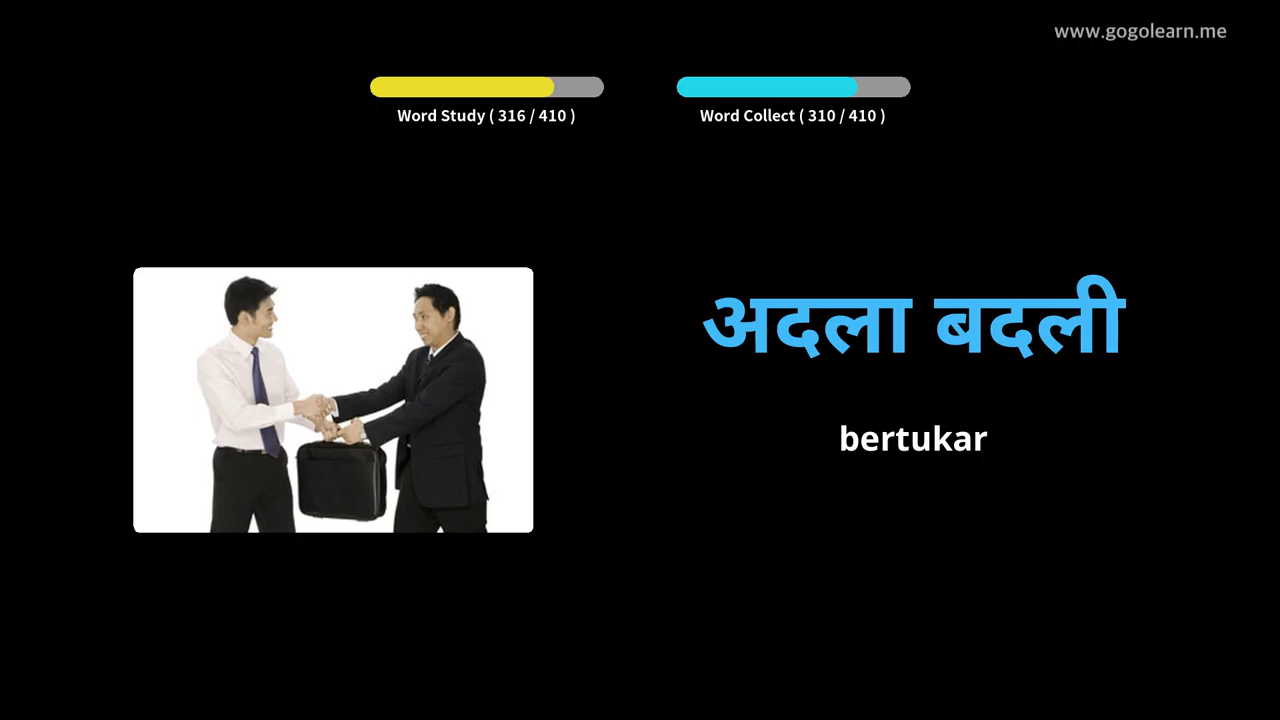 www.gogolearn.me
Word Study ( 316 / 410 )
Word Collect ( 310 / 410 )
अदला बदली
bertukar